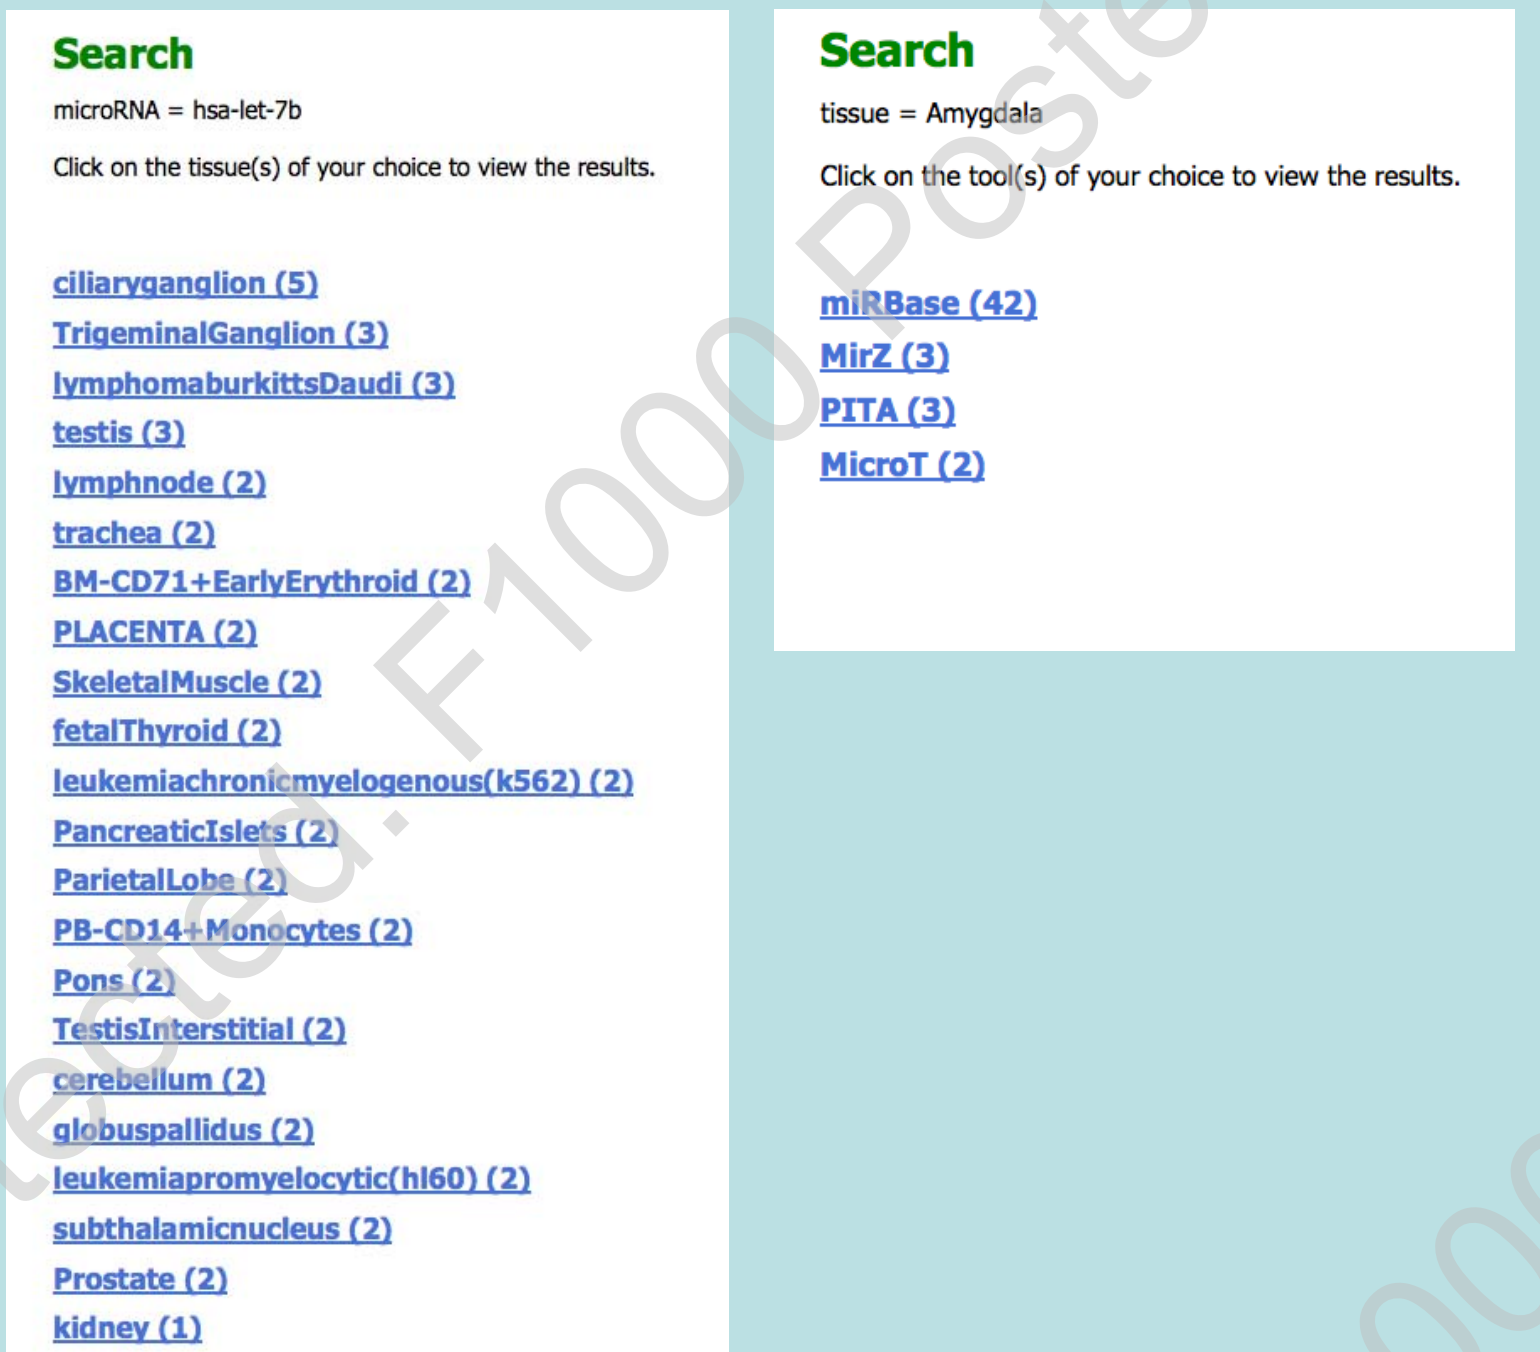 Search
microRNA = hsa-let-7b
Click on the tissue(s) of your choice to view the results.
ciliaryganglion (5)
TrigeminalGanglion (3)
lymphomaburkittsDaudi (3)
testis (3)
lymphnode (2)
trachea (2)
BM-CD71+EarlyErythroid (2)
PLACENTA (2)
SkeletalMuscle (2)
fetalThyroid (2)
leukemiachronicmyelogenous(k562) (2)
PancreaticIslets (2)
ParietalLobe (2)
PB-CD14+Monocytes (2)
Pons (2)
TestisInterstitial (2)
cerebellum (2)
globuspallidus (2)
leukemiapromyelocytic(hl60) (2)
subthalamicnucleus (2)
Prostate (2)
kidney (1)
Search
tissue = Amygdala
Click on the tool(s) of your choice to view the results.
miRBase (42)
MirZ (3)
PITA (3)
MicroT (2)
F1000